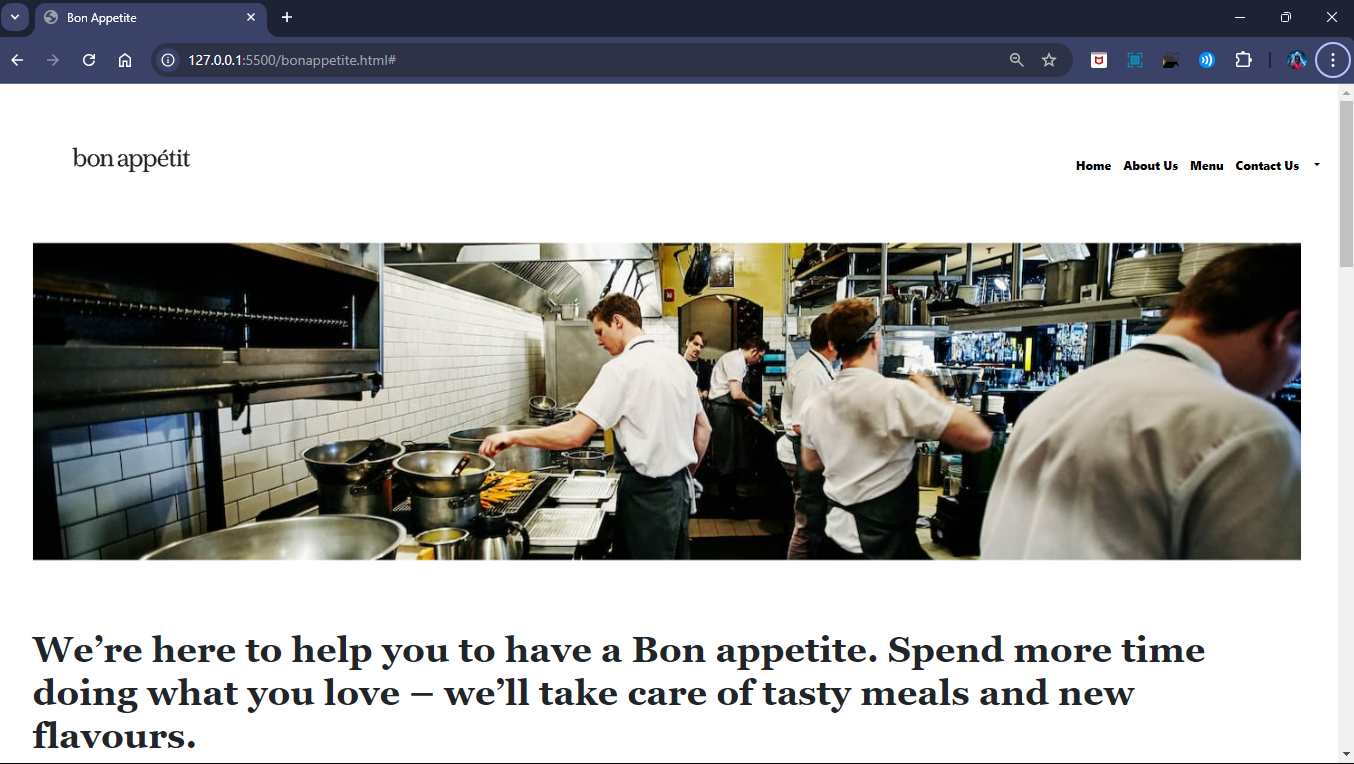 Bon Appetite
127.0.0.1:5500/bonappetite.html#
bon appétit
Home About Us Menu Contact Us
We’re here to help you to have a Bon appetite. Spend more time
doing what you love – we’ll take care of tasty meals and new
flavours.